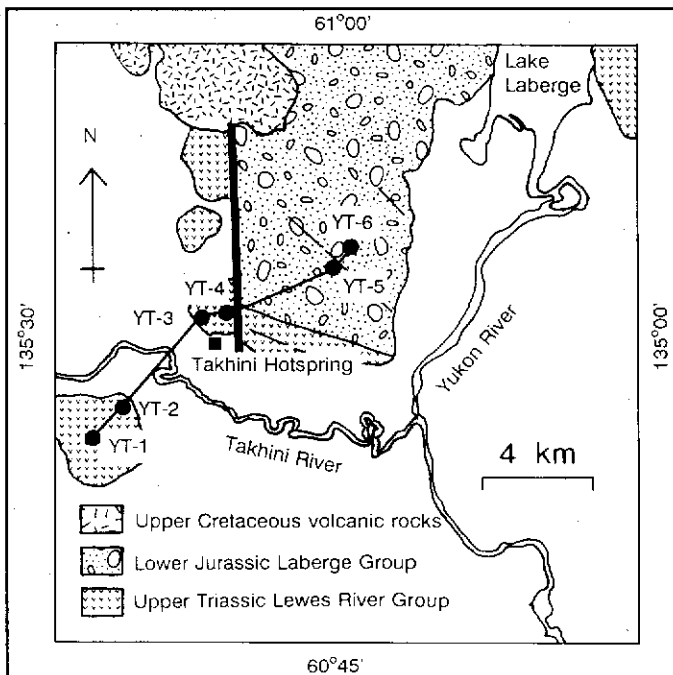 61°00'
Lake
Laberge
N
YT-6
YT-4
YT-5
YT-3
135°30'
135°00'
Takhini Hotspring
Yukon River
YT-2
YT-1
Takhini River
4 km
Upper Cretaceous volcanic rocks
Lower Jurassic Laberge Group
Upper Triassic Lewes River Group
60°45'